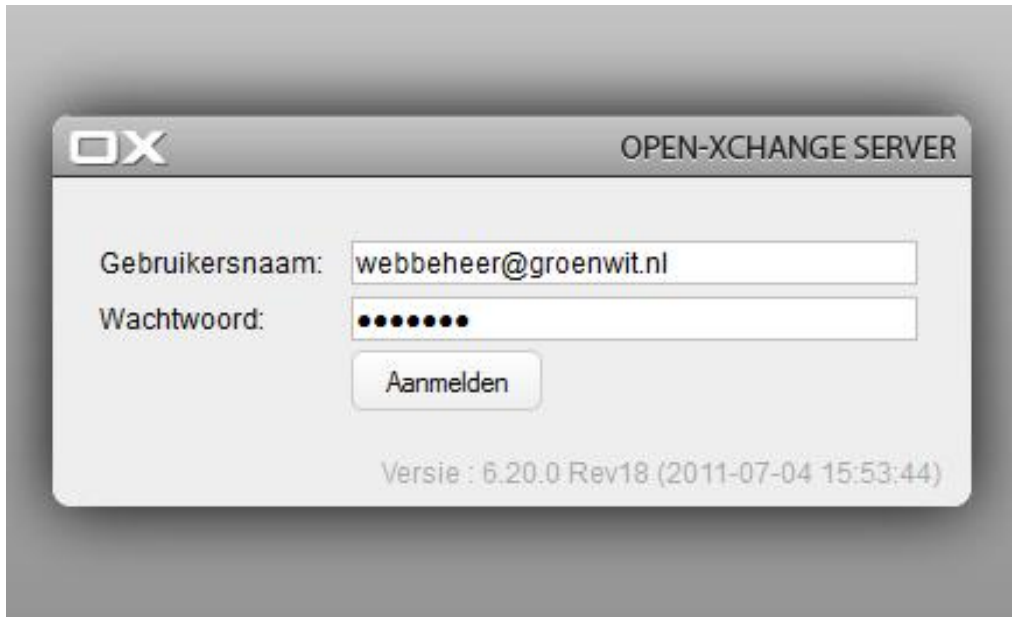 OX OPEN-XCHANGE SERVER
Gebruikersnaam: webbeheer@groenwit.nl
Wachtwoord: •••••••
Aanmelden
Versie : 6.20.0 Rev18 (2011-07-04 15:53:44)